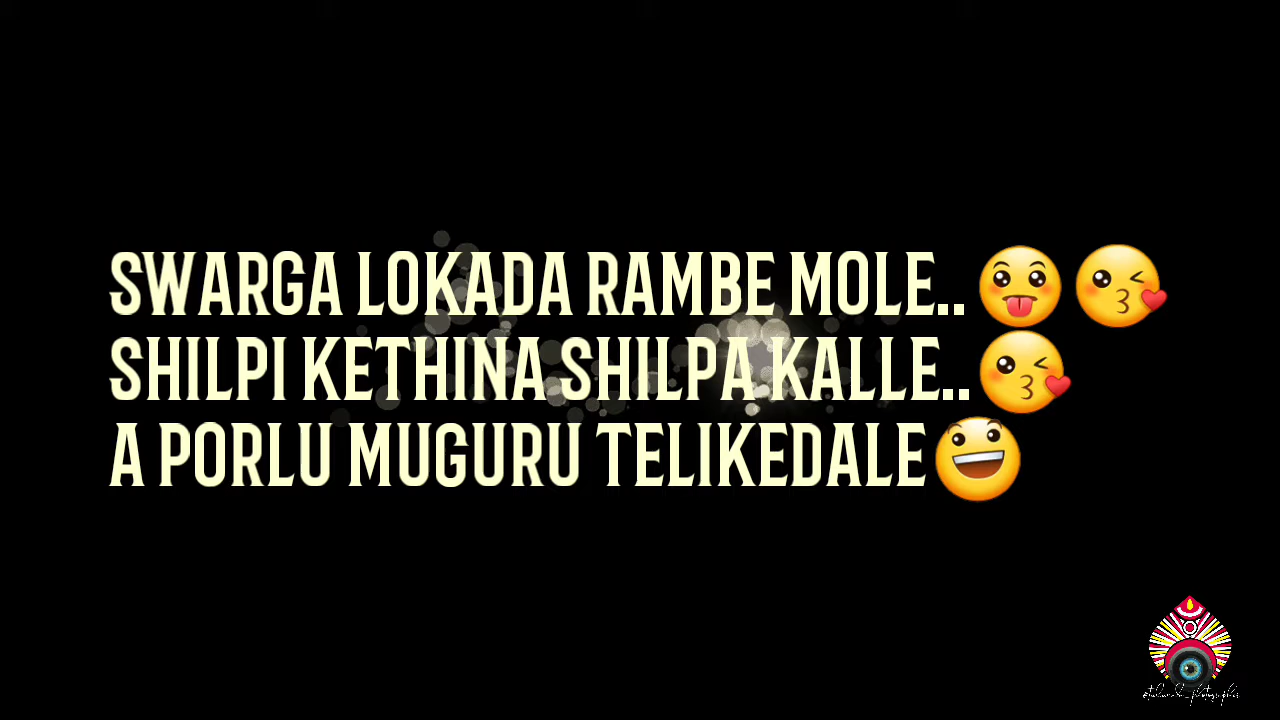 SWARGA LOKADA RAMBE MOLE..😛 😘
SHILPI KETHINA SHILPA KALLE..😘
A PORLU MUGURU TELIKEDALE😃